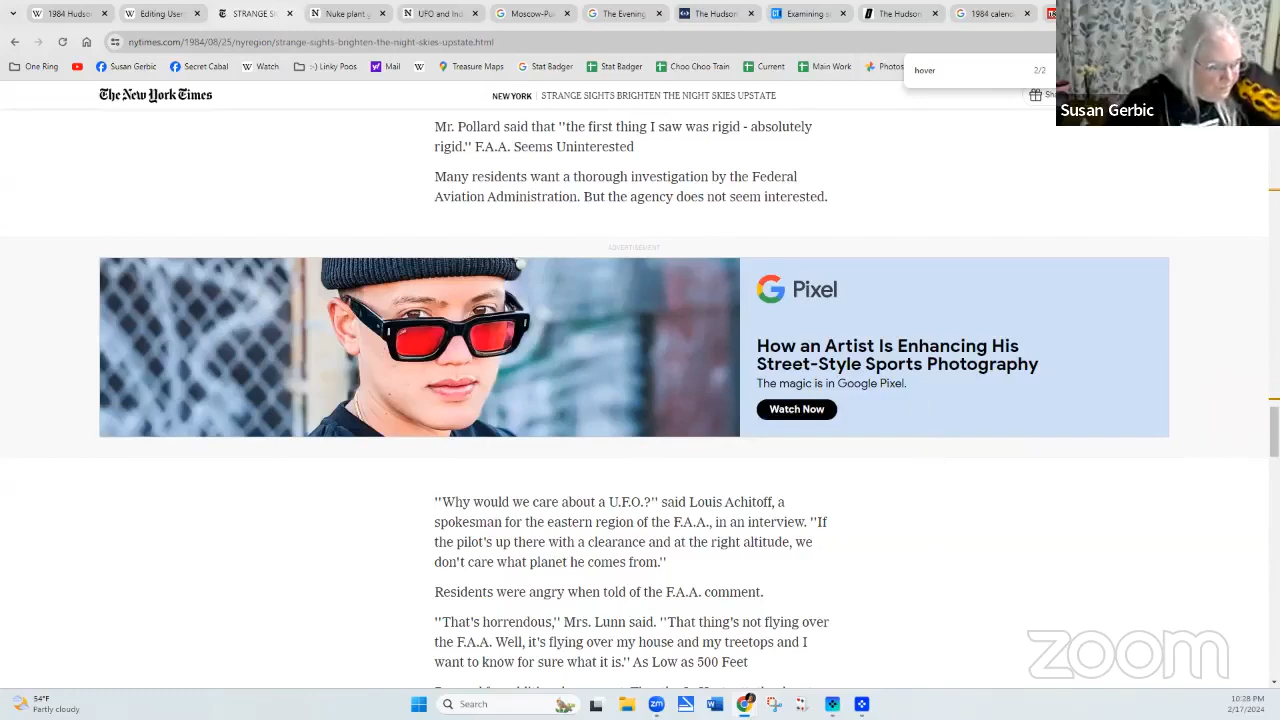 1984 Huds
Editing Us
STRANGE S
Nuke plant
UFO and In
Moscow-Pu
The Evening
The Hudson
Examining s
The Hudson
1984 calend
nytimes.com/1984/08/25/nyregion/strange-sights-brighten-the-night-skies-upstate.html
One Ring
Susan Gerbic
Secret Cabal
Watch
:-) Linky Pool
Mail
Hudson
Treasure Maps
Stat Badger
Stat Badger
Choo Choo Train
Current
Main Work
Photos
hover
2/2
Susan Gerbic
The New York Times
NEW YORK | STRANGE SIGHTS BRIGHTEN THE NIGHT SKIES UPSTATE
Mr. Pollard said that ''the first thing I saw was rigid - absolutely
rigid.'' F.A.A. Seems Uninterested
Many residents want a thorough investigation by the Federal
Aviation Administration. But the agency does not seem interested.
ADVERTISEMENT
G Pixel
How an Artist Is Enhancing His
Street-Style Sports Photography
The magic is in Google Pixel.
Watch Now
''Why would we care about a U.F.O.?'' said Louis Achitoff, a
spokesman for the eastern region of the F.A.A., in an interview. ''If
the pilot's up there with a clearance and at the right altitude, we
don't care what planet he comes from.''
Residents were angry when told of the F.A.A. comment.
''That's horrendous,'' Mrs. Lunn said. ''That thing's not flying over
the F.A.A. Well, it's flying over my house and my treetops and I
want to know for sure what it is.'' As Low as 500 Feet
zoom
54°F
Partly cloudy
Search
10:28 PM
2/17/2024